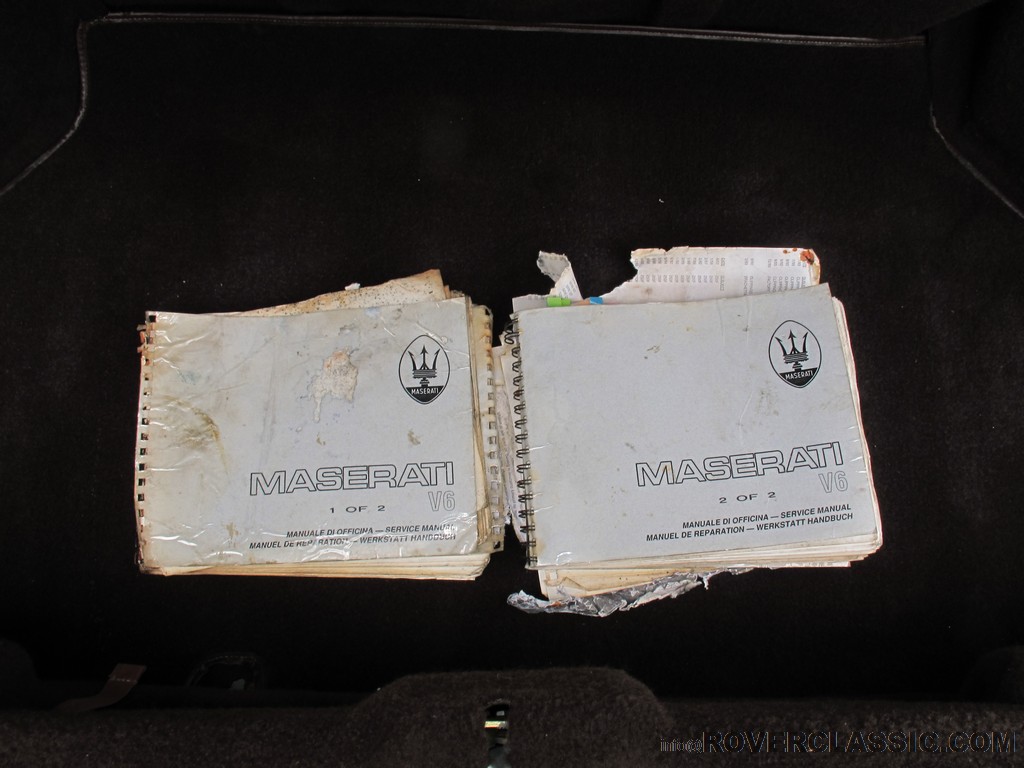 MASERATI
MASERATI
V6
1 OF 2
MANUALE DI OFFICINA — SERVICE MANUAL
MANUEL DE REPARATION — WERKSTATT HANDBUCH
MASERATI
MASERATI
V6
2 OF 2
MANUALE DI OFFICINA — SERVICE MANUAL
MANUEL DE REPARATION — WERKSTATT HANDBUCH
info@ROVERCLASSIC.COM